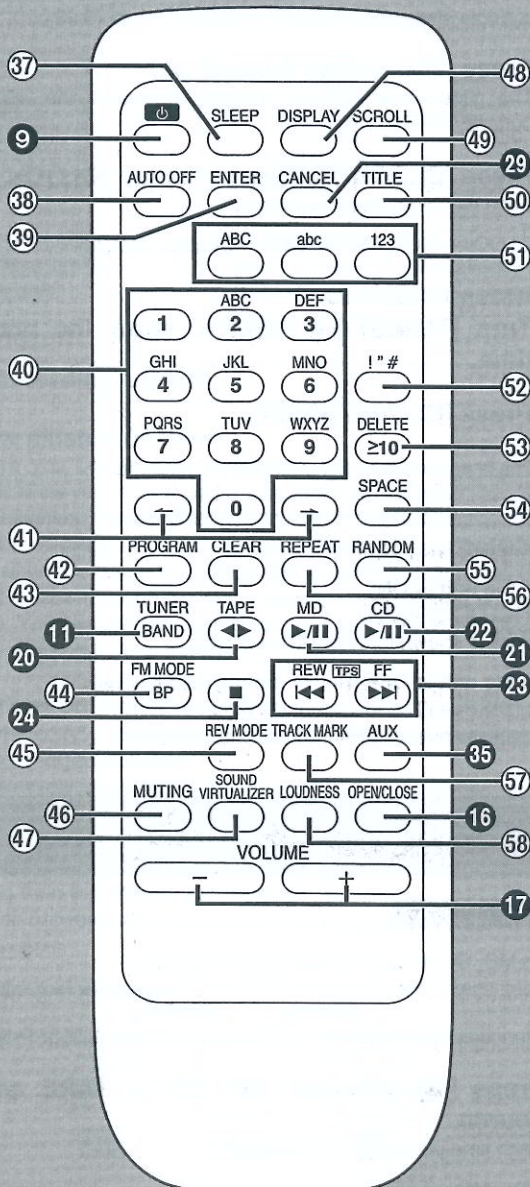 37 48
SLEEP DISPLAY SCROLL
9 49
29
AUTO OFF ENTER CANCEL TITLE
38 50
39
ABC abc 123
51
ABC DEF
1 2 3
40
GHI JKL MNO ! " #
4 5 6
52
PQRS TUV WXYZ DELETE
7 8 9 ≥10
53
SPACE
← 0 →
54
41
PROGRAM CLEAR REPEAT RANDOM
42 55
43 56
TUNER TAPE MD CD
11 BAND ◀▶ ▶/II ▶/II 22
20 21
FM MODE REW TPS FF
44 BP ■ |◀◀ ▶▶| 23
24
REV MODE TRACK MARK AUX
45 35
57
MUTING SOUND VIRTUALIZER LOUDNESS OPEN/CLOSE
46 16
47 58
VOLUME
− +
17